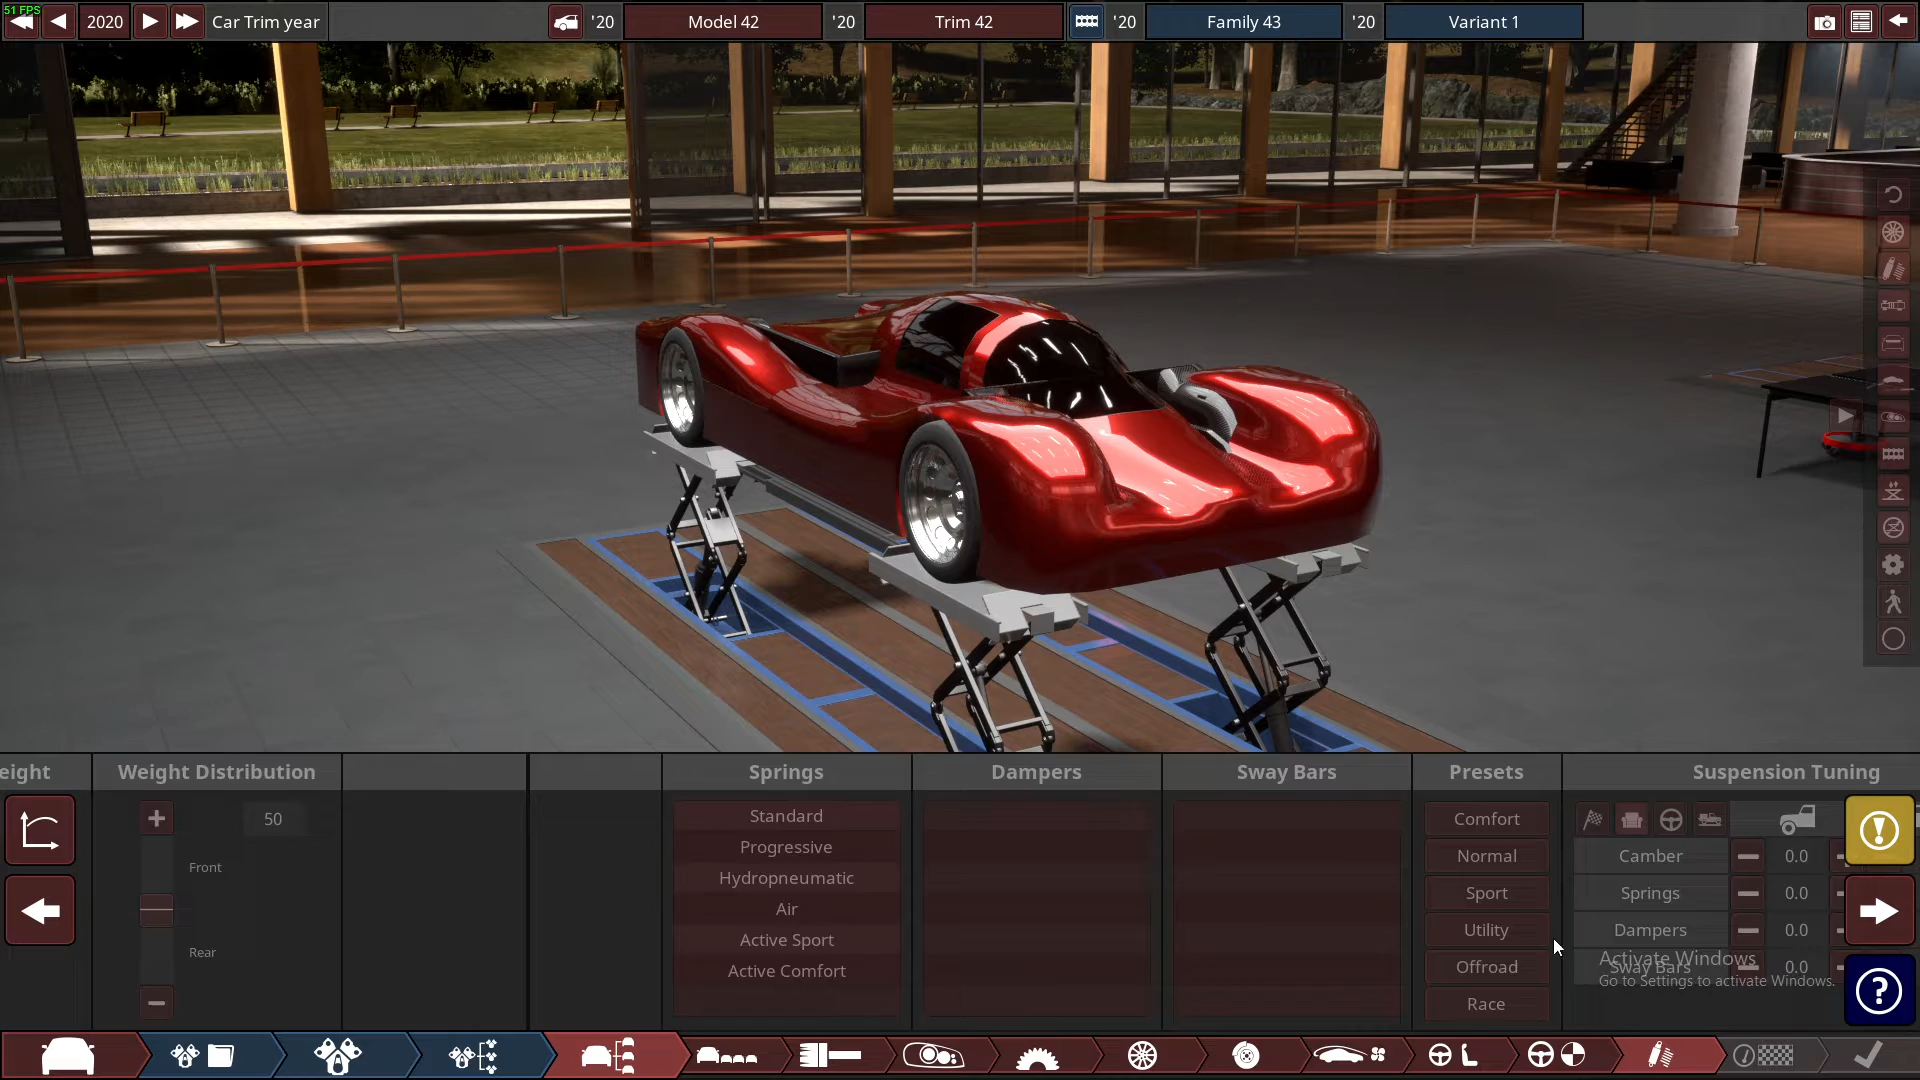 51 FPS
2020
Car Trim year
'20
Model 42
'20
Trim 42
'20
Family 43
'20
Variant 1
eight
Weight Distribution
Springs
Dampers
Sway Bars
Presets
Suspension Tuning
50
Front
Rear
Standard
Progressive
Hydropneumatic
Air
Active Sport
Active Comfort
Comfort
Normal
Sport
Utility
Offroad
Race
Camber
0.0
Springs
0.0
Dampers
0.0
Sway Bars
0.0
Activate Windows
Go to Settings to activate Windows.